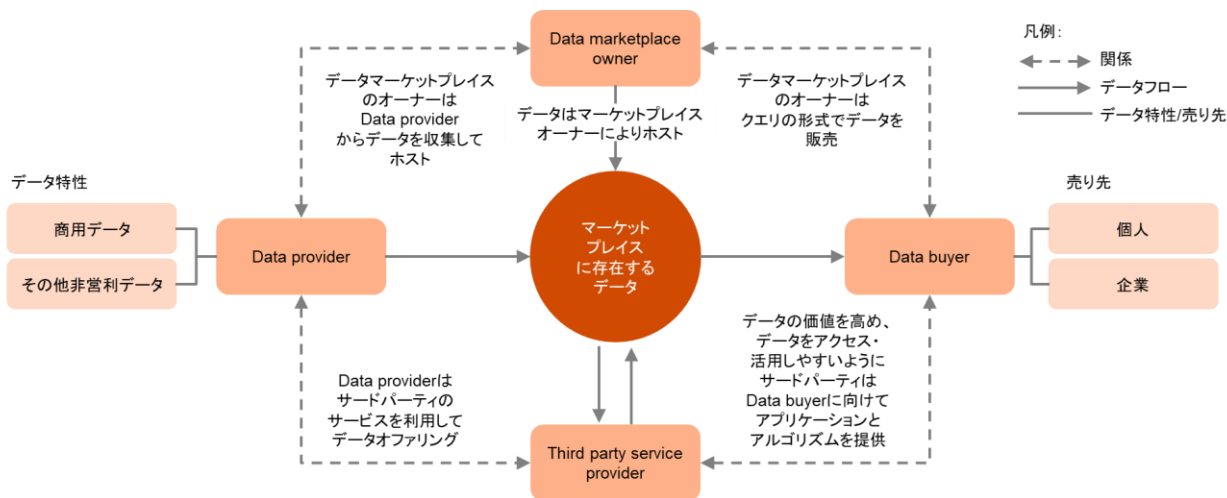 Data marketplace
owner
凡例:
関係
データフロー
データ特性/売り先
データマーケットプレイス
のオーナーは
Data provider
からデータを収集して
ホスト
データはマーケットプレイス
オーナーによりホスト
データマーケットプレイス
のオーナーは
クエリの形式でデータを
販売
データ特性
商用データ
その他非営利データ
Data provider
マーケット
プレイス
に存在する
データ
Data buyer
売り先
個人
企業
Data providerは
サードパーティの
サービスを利用して
データオファリング
データの価値を高め、
データをアクセス・
活用しやすいように
サードパーティは
Data buyerに向けて
アプリケーションと
アルゴリズムを提供
Third party service
provider